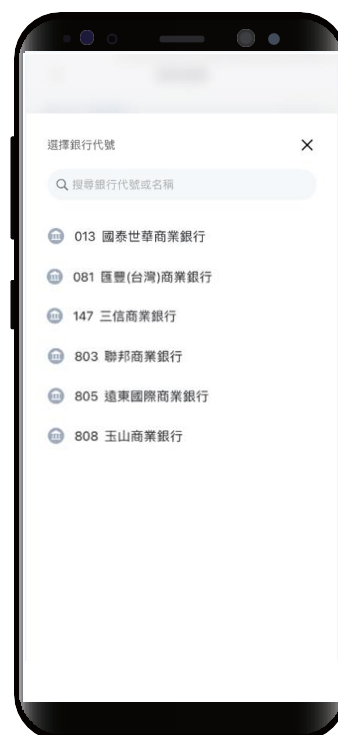 選擇銀行代號
搜尋銀行代號或名稱
013 國泰世華商業銀行
081 匯豐(台灣)商業銀行
147 三信商業銀行
803 聯邦商業銀行
805 遠東國際商業銀行
808 玉山商業銀行